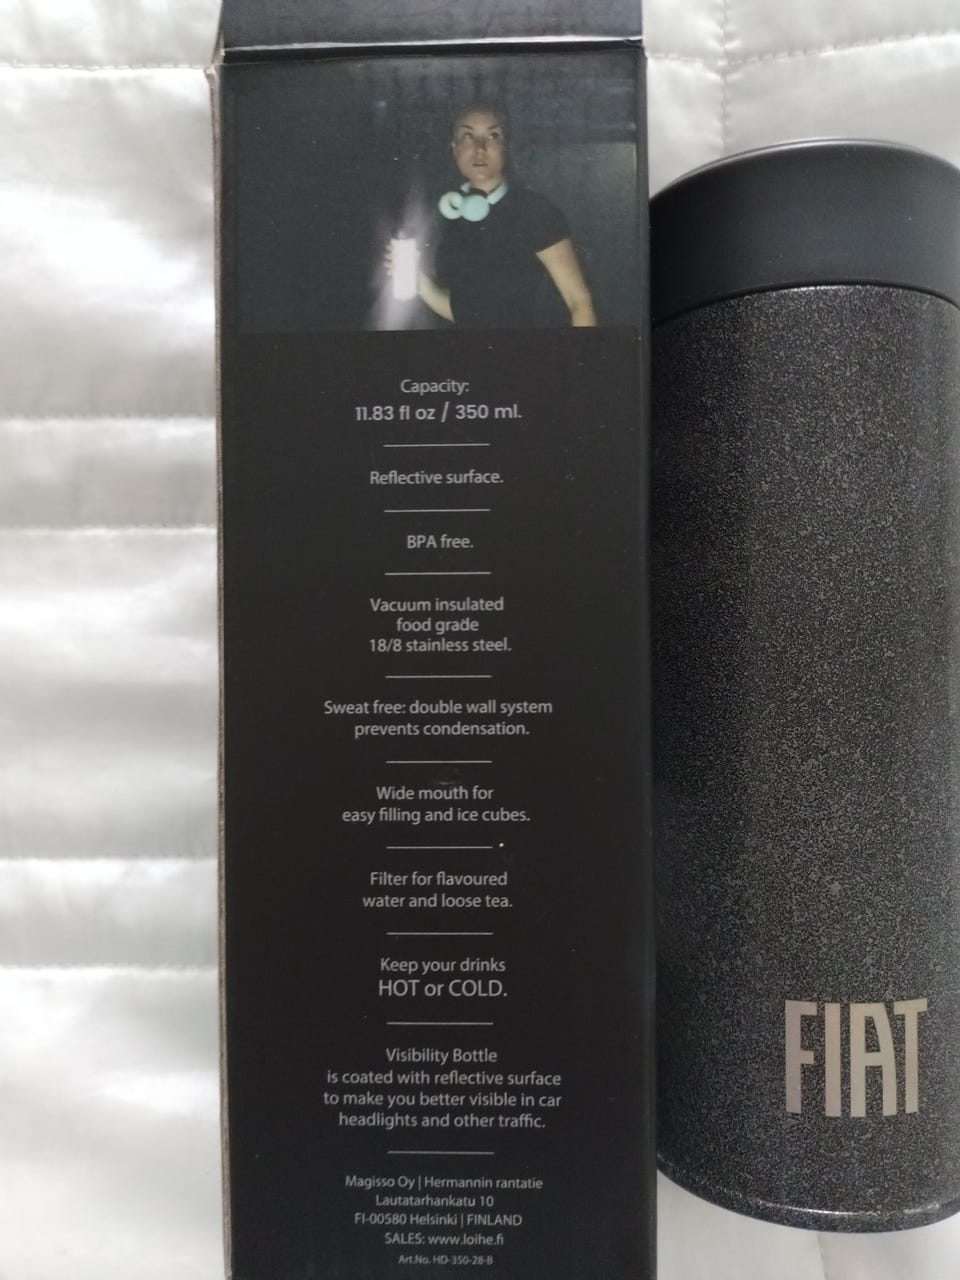 Capacity:
11.83 fl oz / 350 ml.
Reflective surface.
BPA free.
Vacuum insulated
food grade
18/8 stainless steel.
Sweat free: double wall system
prevents condensation.
Wide mouth for
easy filling and ice cubes.
Filter for flavoured
water and loose tea.
Keep your drinks
HOT or COLD.
Visibility Bottle
is coated with reflective surface
to make you better visible in car
headlights and other traffic.
Magisso Oy | Hermannin rantatie
Lautatarhankatu 10
FI-00580 Helsinki | FINLAND
SALES: www.loihe.fi
Art.No. HD-350-28-B
FIAT